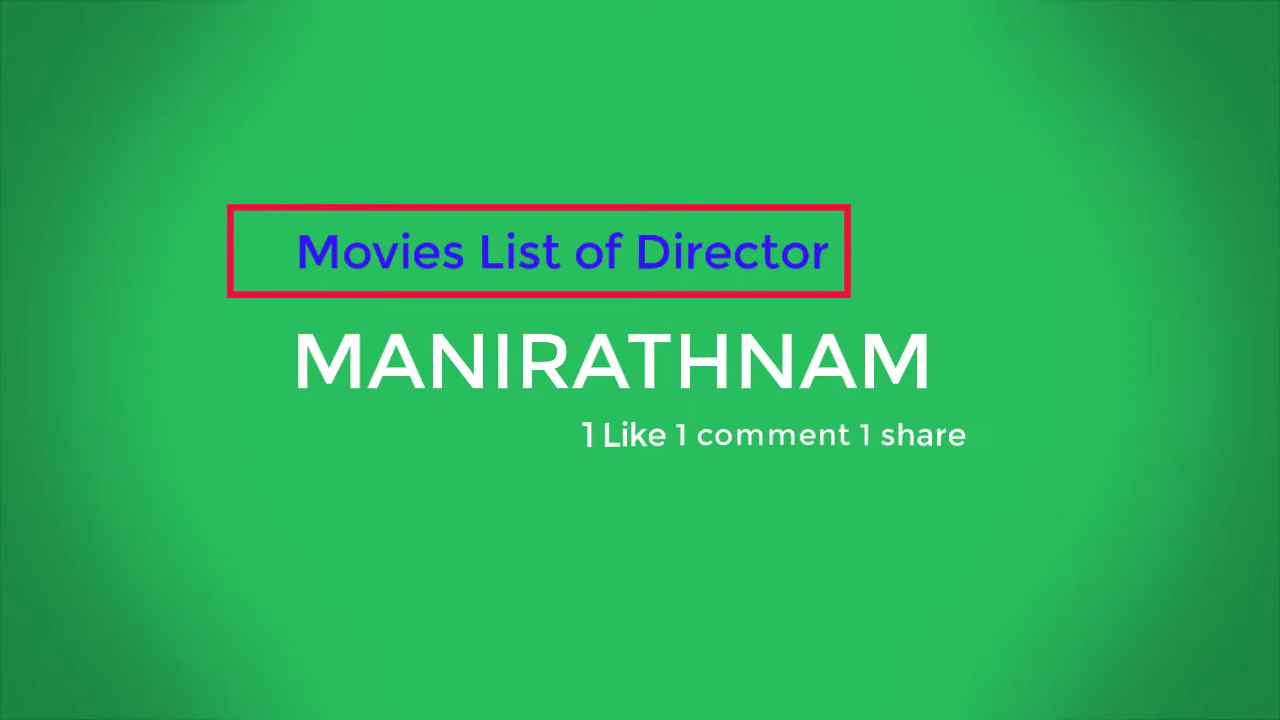 Movies List of Director
MANIRATHNAM
1 Like 1 comment 1 share